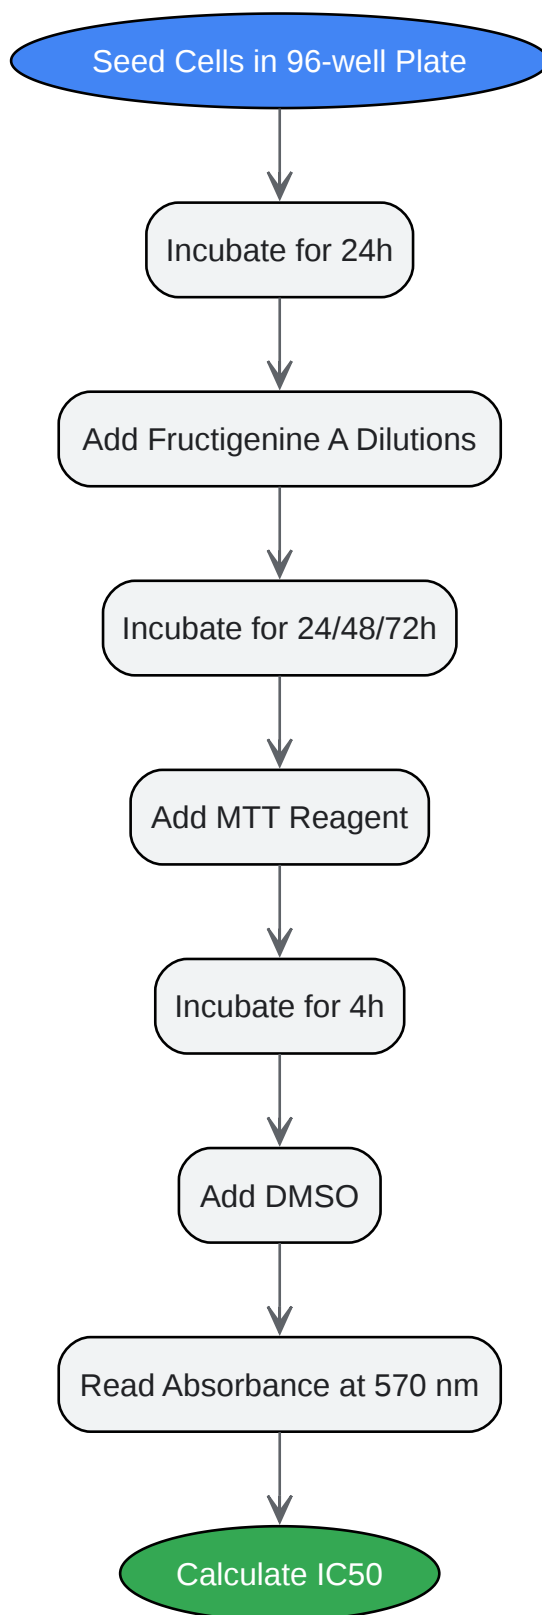 Seed Cells in 96-well Plate
Incubate for 24h
Add Fructigenine A Dilutions
Incubate for 24/48/72h
Add MTT Reagent
Incubate for 4h
Add DMSO
Read Absorbance at 570 nm
Calculate IC50